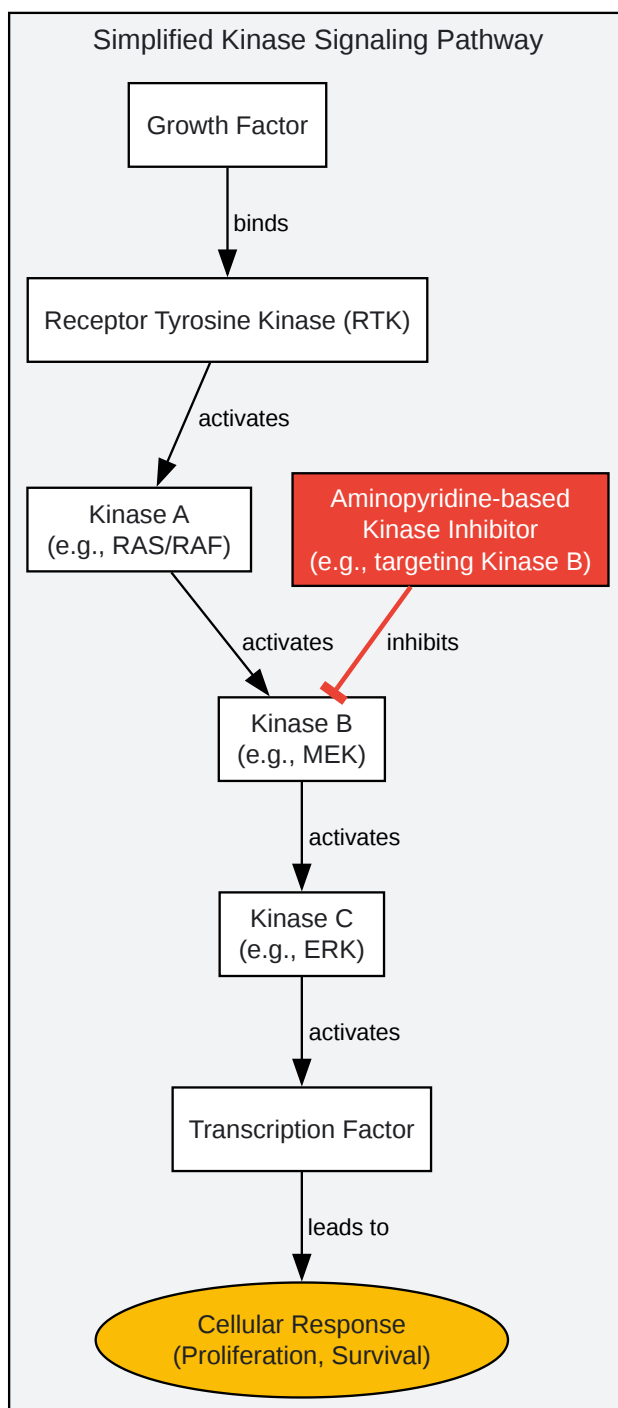 Simplified Kinase Signaling Pathway
Growth Factor
binds
Receptor Tyrosine Kinase (RTK)
activates
Kinase A
(e.g., RAS/RAF)
Aminopyridine-based
Kinase Inhibitor
(e.g., targeting Kinase B)
activates
inhibits
Kinase B
(e.g., MEK)
activates
Kinase C
(e.g., ERK)
activates
Transcription Factor
leads to
Cellular Response
(Proliferation, Survival)